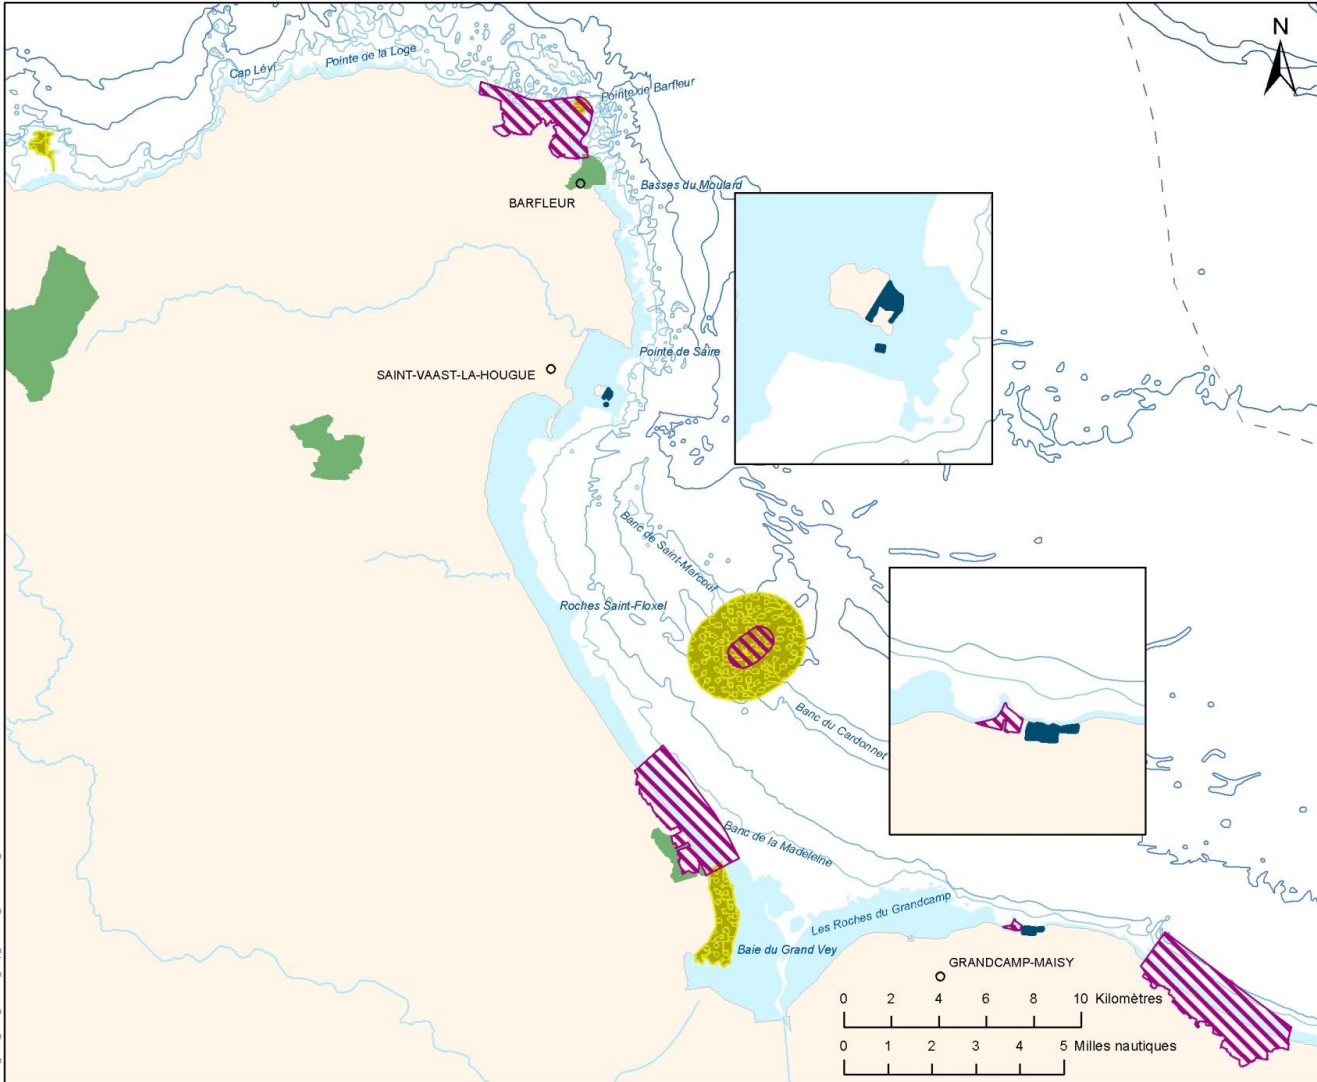 N
Pointe de la Loge
Cap Lévi
Pointe de Barfleur
Basses du Moulard
BARFLEUR
Pointe de Saire
SAINT-VAAST-LA-HOUGUE
Banc de Saint-Marcouf
Roches Saint-Floxel
Banc du Cardonnet
Banc de la Madeleine
Les Roches du Grandcamp
Baie du Grand Vey
GRANDCAMP-MAISY
0 2 4 6 8 10 Kilomètres
0 1 2 3 4 5 Milles nautiques